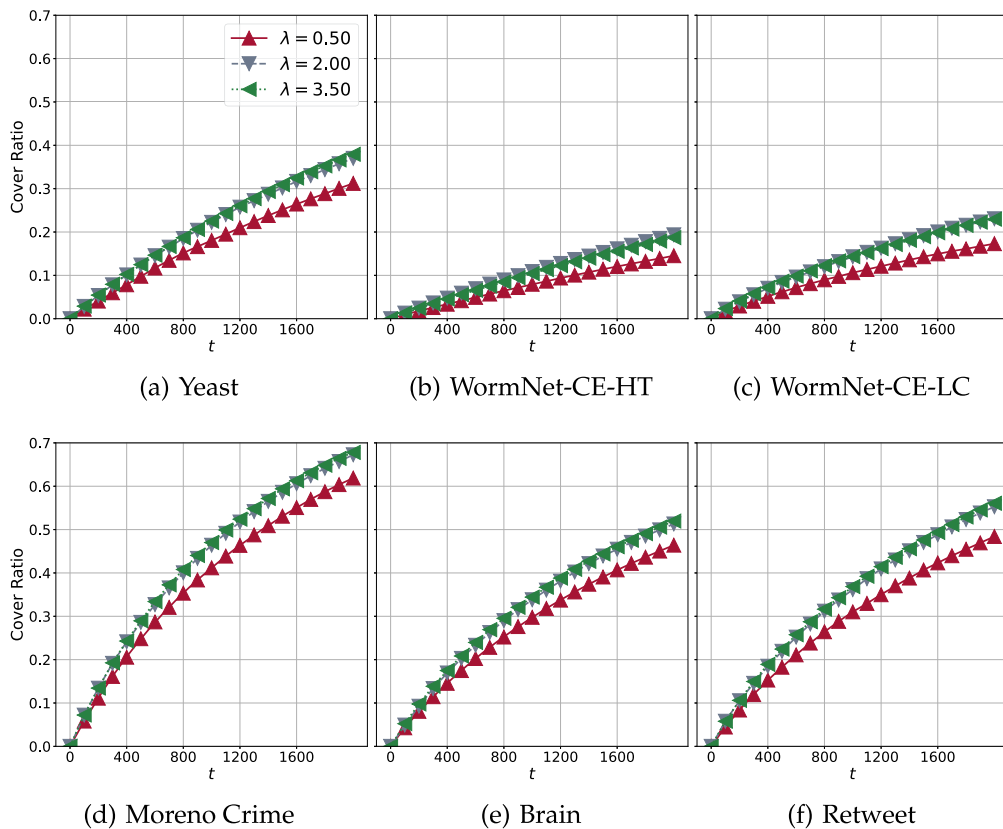 0.7
0.6
0.5
0.4
0.3
0.2
0.1
0.0
Cover Ratio
λ = 0.50
λ = 2.00
λ = 3.50
0 400 800 1200 1600
0 400 800 1200 1600
0 400 800 1200 1600
t
t
t
(a) Yeast
(b) WormNet-CE-HT
(c) WormNet-CE-LC
0.7
0.6
0.5
0.4
0.3
0.2
0.1
0.0
Cover Ratio
0 400 800 1200 1600
0 400 800 1200 1600
0 400 800 1200 1600
t
t
t
(d) Moreno Crime
(e) Brain
(f) Retweet